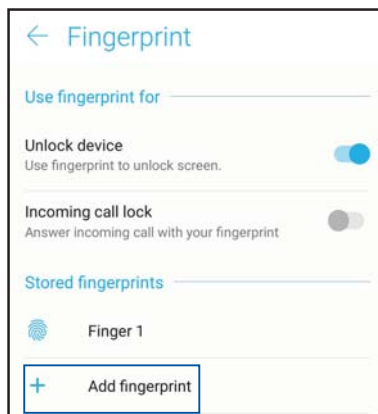 Fingerprint
Use fingerprint for
Unlock device
Use fingerprint to unlock screen.
Incoming call lock
Answer incoming call with your fingerprint
Stored fingerprints
Finger 1
Add fingerprint